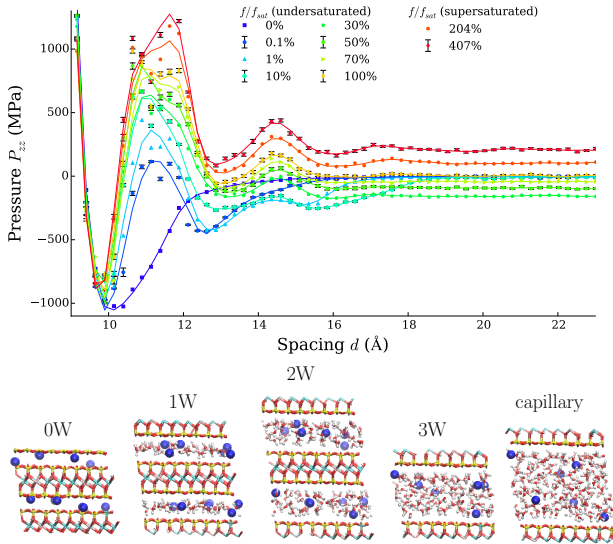 f/f_sat (undersaturated)
f/f_sat (supersaturated)
0%
0.1%
1%
10%
30%
50%
70%
100%
204%
407%
1000
500
0
−500
−1000
Pressure P_zz (MPa)
10
12
14
16
18
20
22
Spacing d (Å)
0W
1W
2W
3W
capillary